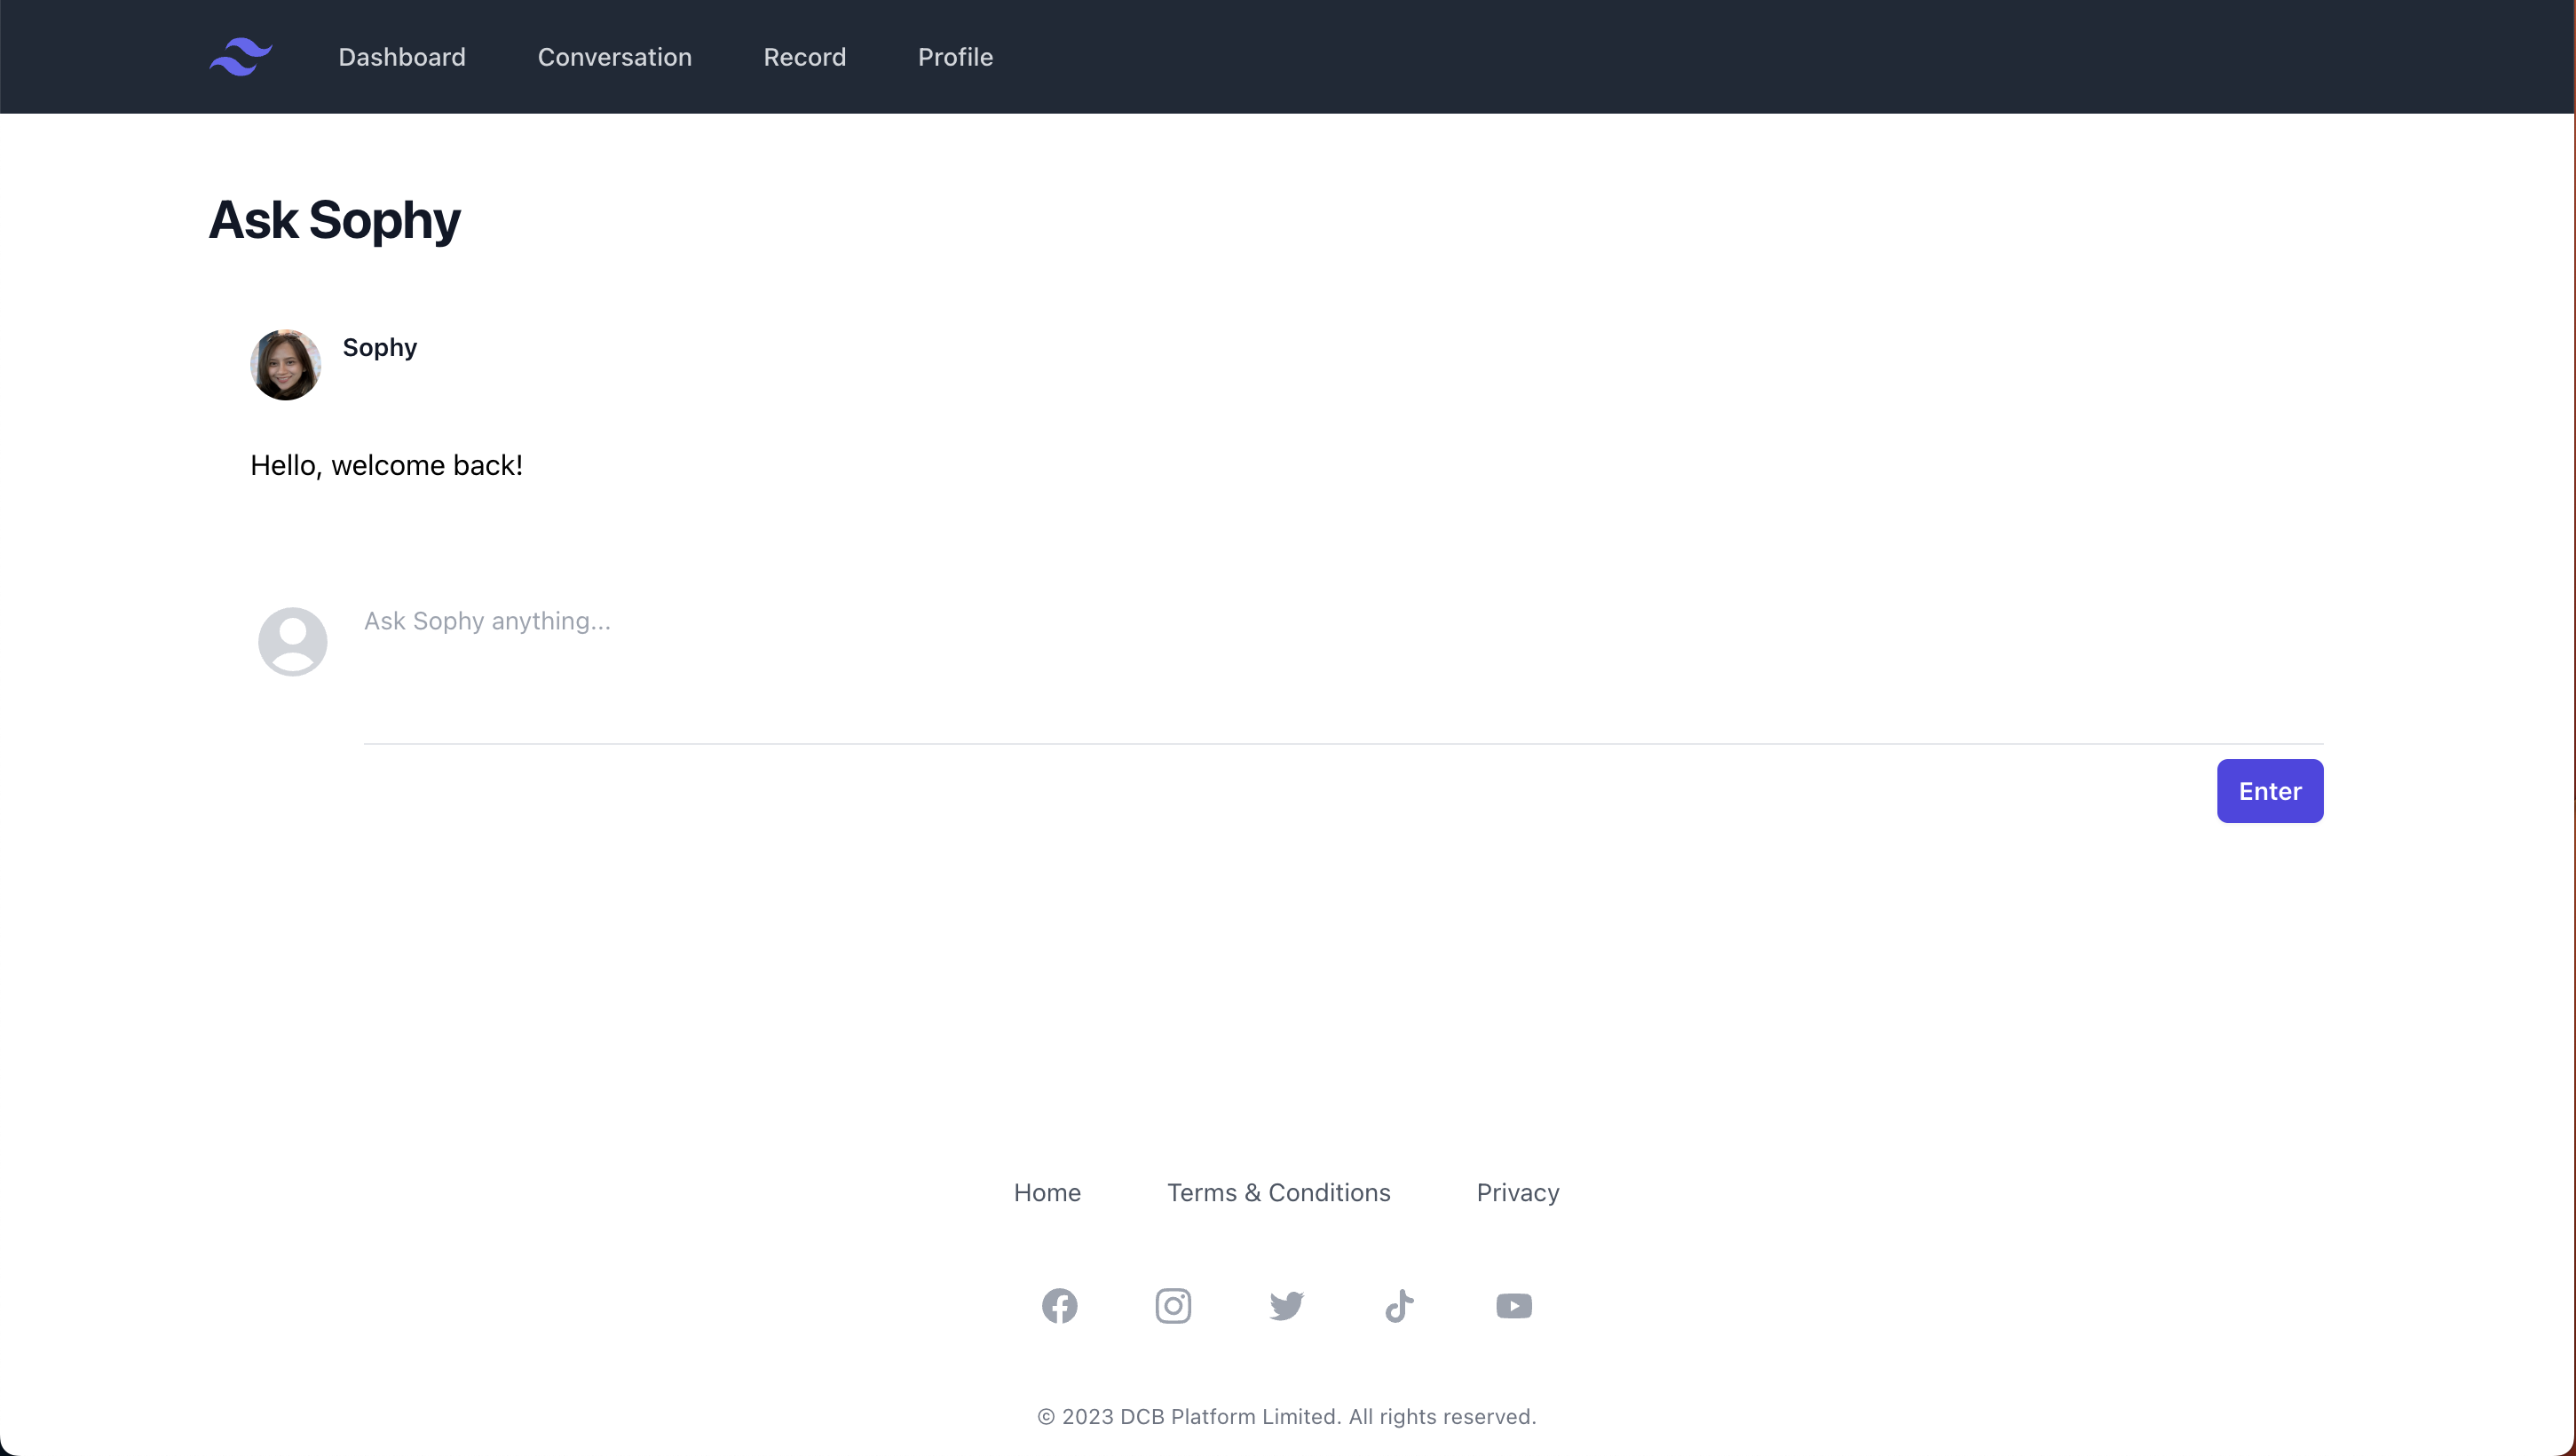 Dashboard Conversation Record Profile
Ask Sophy
Sophy
Hello, welcome back!
Ask Sophy anything...
Enter
Home Terms & Conditions Privacy
© 2023 DCB Platform Limited. All rights reserved.